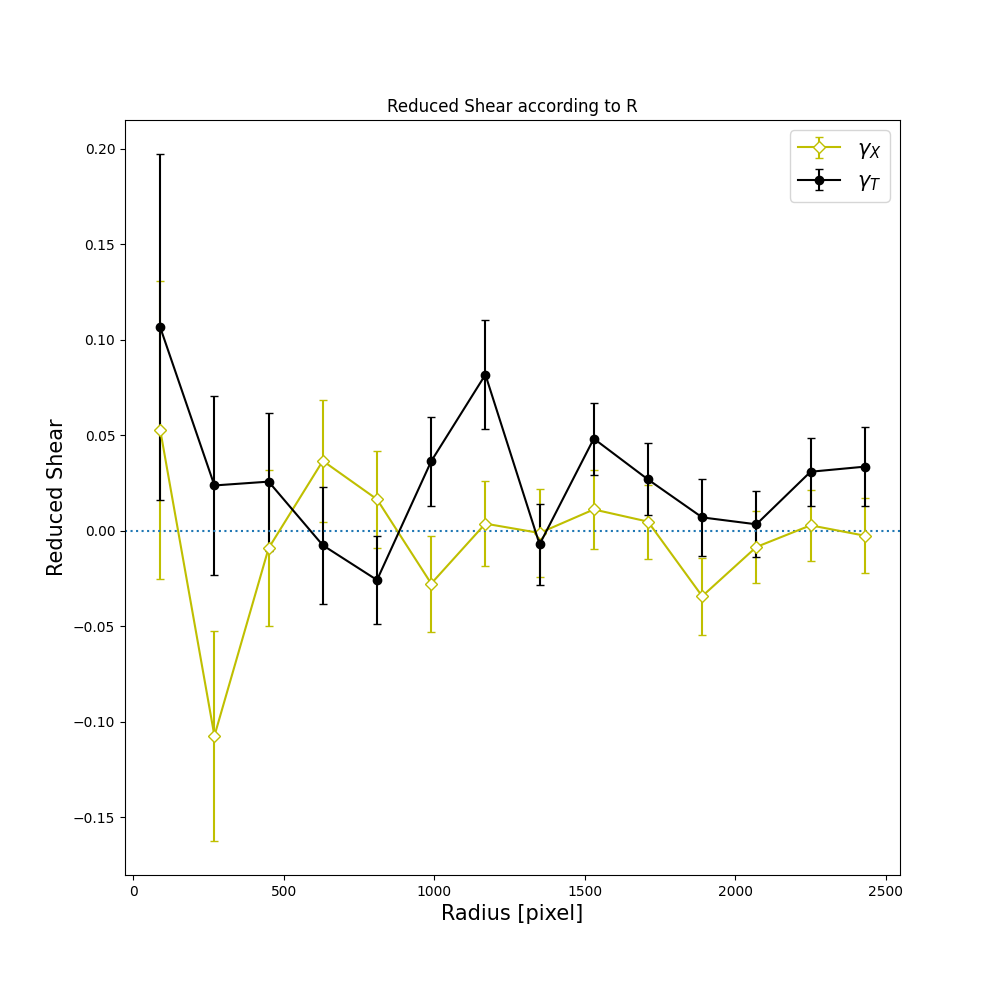 Reduced Shear according to R
0.20
0.15
0.10
0.05
0.00
−0.05
−0.10
−0.15
Reduced Shear
γX
γT
0 500 1000 1500 2000 2500
Radius [pixel]